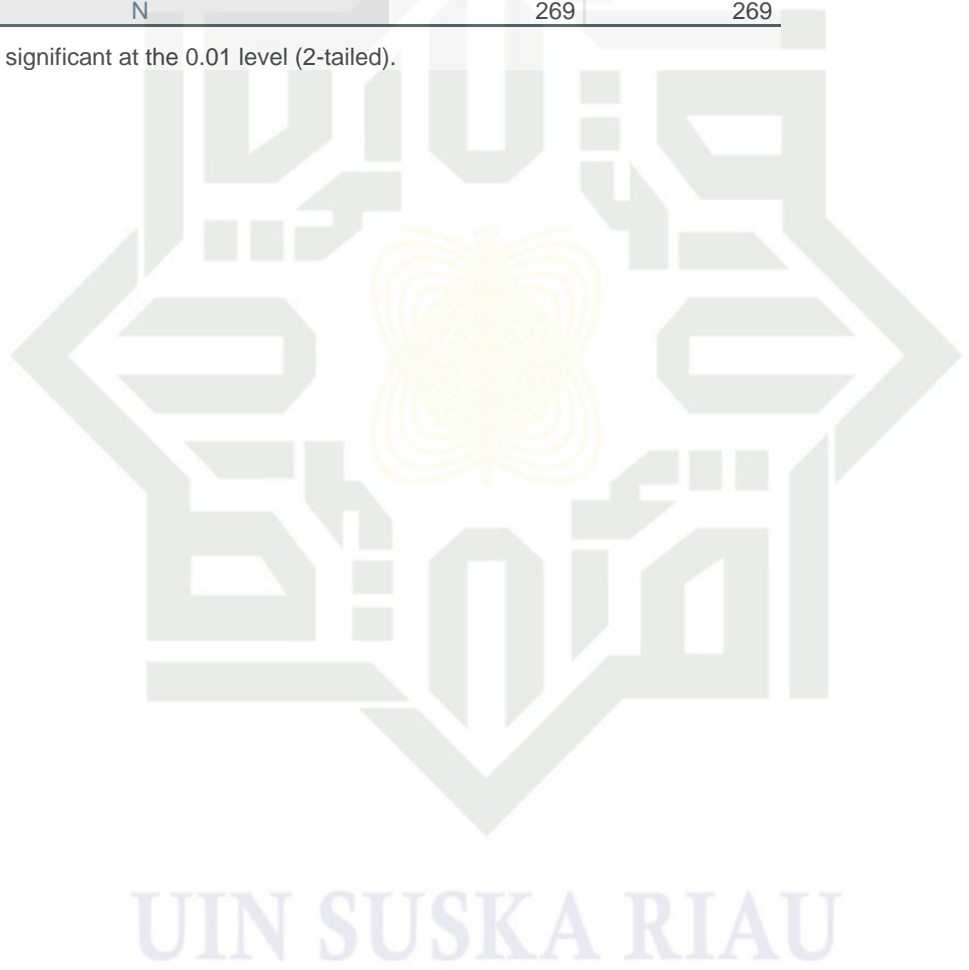 N 269 269
significant at the 0.01 level (2-tailed).
UIN SUSKA RIAU